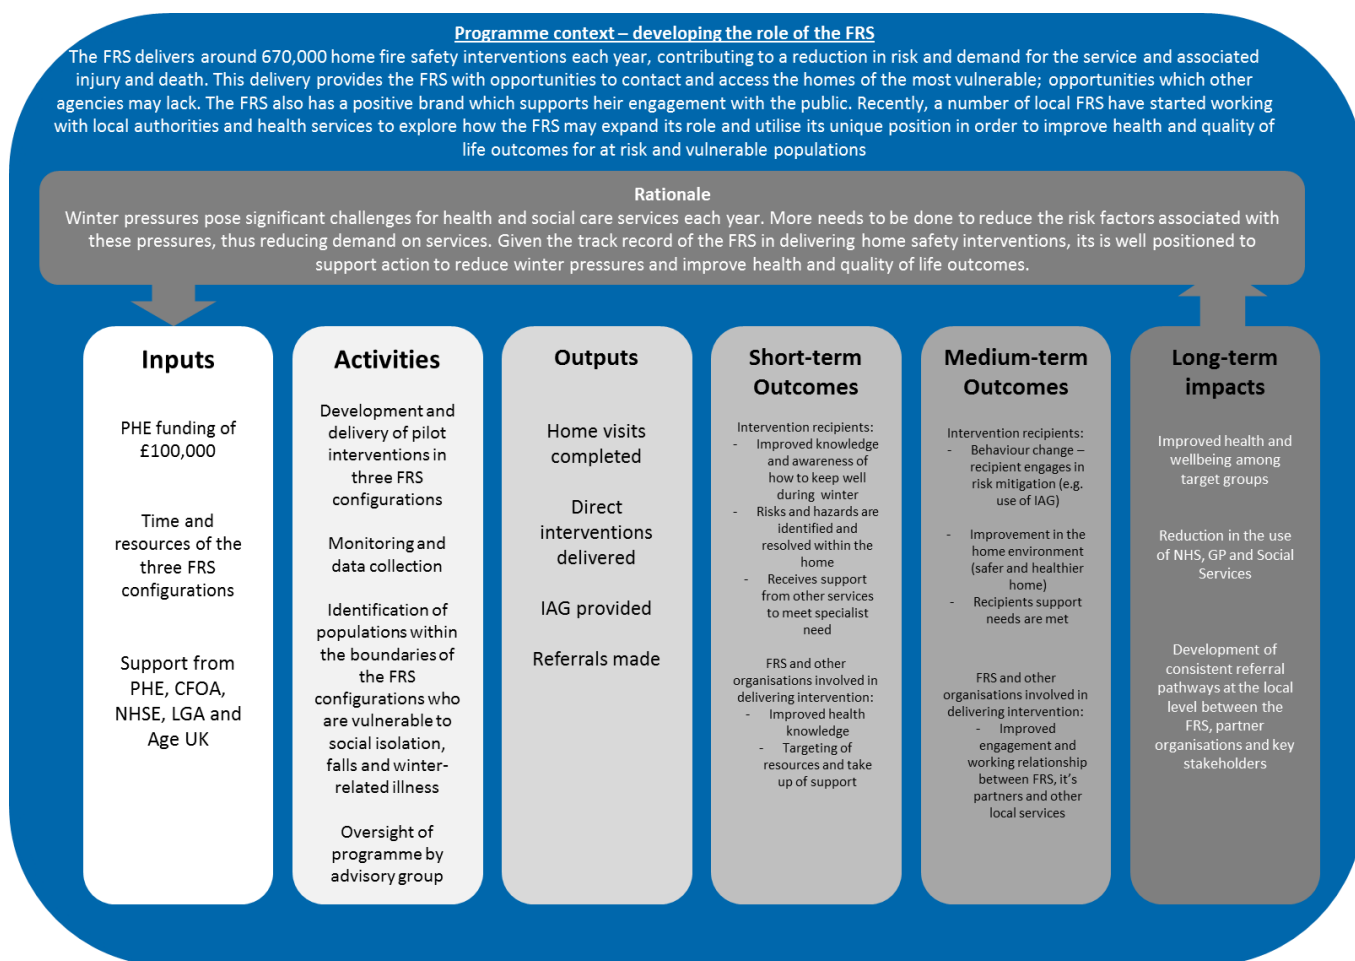 Programme context – developing the role of the FRS
The FRS delivers around 670,000 home fire safety interventions each year, contributing to a reduction in risk and demand for the service and associated
injury and death. This delivery provides the FRS with opportunities to contact and access the homes of the most vulnerable; opportunities which other
agencies may lack. The FRS also has a positive brand which supports heir engagement with the public. Recently, a number of local FRS have started working
with local authorities and health services to explore how the FRS may expand its role and utilise its unique position in order to improve health and quality of
life outcomes for at risk and vulnerable populations
Rationale
Winter pressures pose significant challenges for health and social care services each year. More needs to be done to reduce the risk factors associated with
these pressures, thus reducing demand on services. Given the track record of the FRS in delivering home safety interventions, its is well positioned to
support action to reduce winter pressures and improve health and quality of life outcomes.
Inputs
PHE funding of
£100,000
Time and
resources of the
three FRS
configurations
Support from
PHE, CFOA,
NHSE, LGA and
Age UK
Activities
Development and
delivery of pilot
interventions in
three FRS
configurations
Monitoring and
data collection
Identification of
populations within
the boundaries of
the FRS
configurations who
are vulnerable to
social isolation,
falls and winter-
related illness
Oversight of
programme by
advisory group
Outputs
Home visits
completed
Direct
interventions
delivered
IAG provided
Referrals made
Short-term
Outcomes
Intervention recipients:
- Improved knowledge
and awareness of
how to keep well
during winter
- Risks and hazards are
identified and
resolved within the
home
- Receives support
from other services
to meet specialist
need
FRS and other
organisations involved in
delivering intervention:
- Improved health
knowledge
- Targeting of
resources and take
up of support
Medium-term
Outcomes
Intervention recipients:
- Behaviour change –
recipient engages in
risk mitigation (e.g.
use of IAG)
- Improvement in the
home environment
(safer and healthier
home)
- Recipients support
needs are met
FRS and other
organisations involved in
delivering intervention:
- Improved
engagement and
working relationship
between FRS, it's
partners and other
local services
Long-term
impacts
Improved health and
wellbeing among
target groups
Reduction in the use
of NHS, GP and Social
Services
Development of
consistent referral
pathways at the local
level between the
FRS, partner
organisations and key
stakeholders